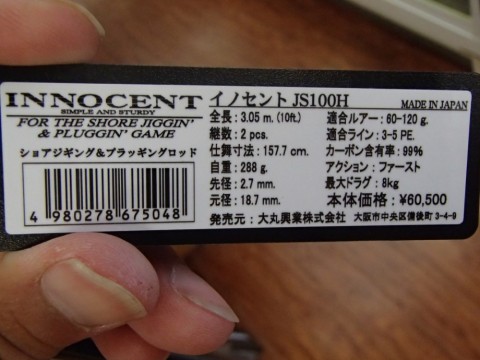 INNOCENT
SIMPLE AND STURDY
FOR THE SHORE JIGGIN'
& PLUGGIN' GAME
ショアジギング&プラッギングロッド
4 980278 675048
イノセント JS100H
MADE IN JAPAN
全長：3.05 m. (10ft.)
継数：2 pcs.
仕舞寸法：157.7 cm.
自重：288 g.
先径：2.7 mm.
元径：18.7 mm.
適合ルアー：60-120 g.
適合ライン：3-5 PE.
カーボン含有率：99%
アクション：ファースト
最大ドラグ：8kg
本体価格：¥60,500
発売元：大丸興業株式会社 大阪市中央区備後町 3-4-9